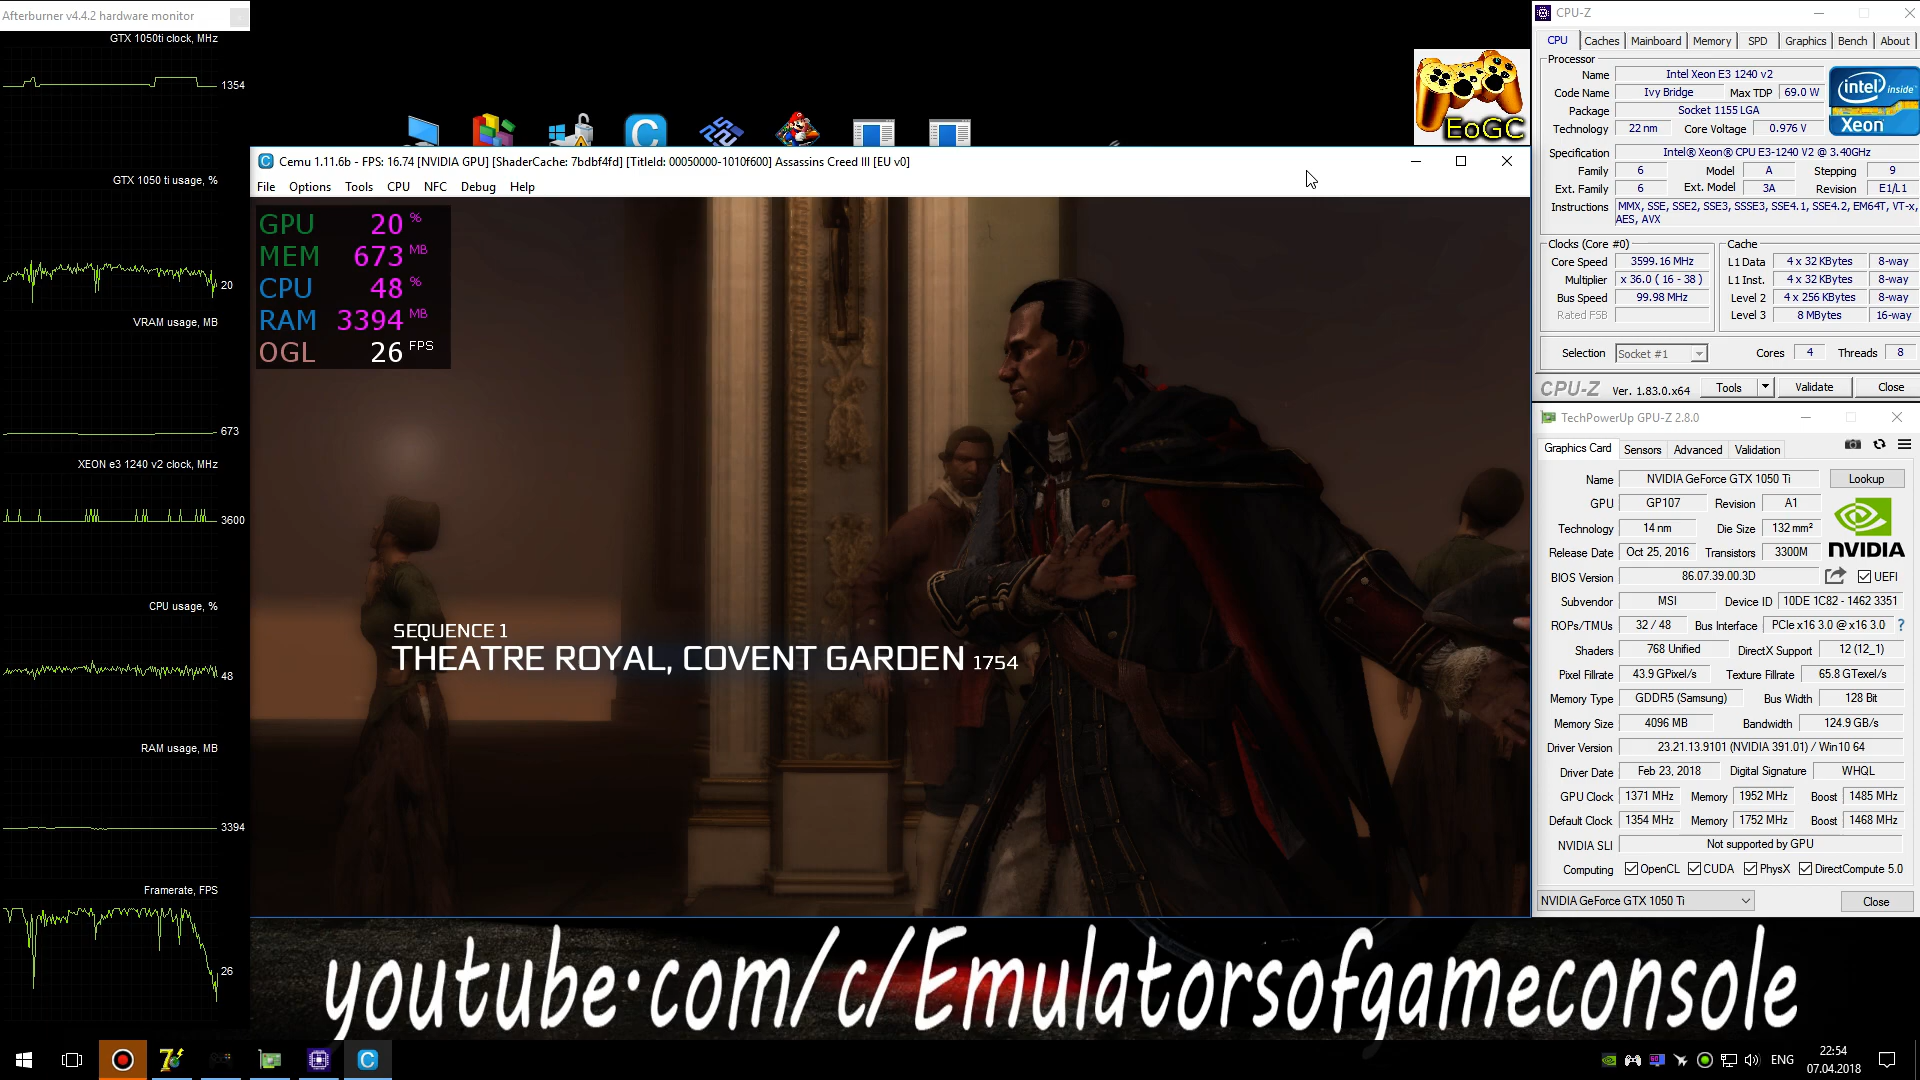 Afterburner v4.4.2 hardware monitor
GTX 1050ti clock, MHz
1354
GTX 1050 ti usage, %
20
VRAM usage, MB
673
XEON e3 1240 v2 clock, MHz
3600
CPU usage, %
48
RAM usage, MB
3394
Framerate, FPS
26
EoGC
Cemu 1.11.6b - FPS: 16.74 [NVIDIA GPU] [ShaderCache: 7bdbf4fd] [TitleId: 00050000-1010f600] Assassins Creed III [EU v0]
File Options Tools CPU NFC Debug Help
GPU 20 %
MEM 673 MB
CPU 48 %
RAM 3394 MB
OGL 26 FPS
SEQUENCE 1
THEATRE ROYAL, COVENT GARDEN 1754
youtube.com/c/Emulatorsofgameconsole
CPU-Z
CPU Caches Mainboard Memory SPD Graphics Bench About
Processor
Name Intel Xeon E3 1240 v2
Code Name Ivy Bridge Max TDP 69.0 W
Package Socket 1155 LGA
Technology 22 nm Core Voltage 0.976 V
intel inside Xeon
Specification Intel® Xeon® CPU E3-1240 V2 @ 3.40GHz
Family 6 Model A Stepping 9
Ext. Family 6 Ext. Model 3A Revision E1/L1
Instructions MMX, SSE, SSE2, SSE3, SSSE3, SSE4.1, SSE4.2, EM64T, VT-x,
AES, AVX
Clocks (Core #0)
Core Speed 3599.16 MHz
Multiplier x 36.0 ( 16 - 38 )
Bus Speed 99.98 MHz
Rated FSB
Cache
L1 Data 4 x 32 KBytes 8-way
L1 Inst. 4 x 32 KBytes 8-way
Level 2 4 x 256 KBytes 8-way
Level 3 8 MBytes 16-way
Selection Socket #1 Cores 4 Threads 8
CPU-Z Ver. 1.83.0.x64 Tools Validate Close
TechPowerUp GPU-Z 2.8.0
Graphics Card Sensors Advanced Validation
Name NVIDIA GeForce GTX 1050 Ti Lookup
GPU GP107 Revision A1
Technology 14 nm Die Size 132 mm²
Release Date Oct 25, 2016 Transistors 3300M
NVIDIA
BIOS Version 86.07.39.00.3D UEFI
Subvendor MSI Device ID 10DE 1C82 - 1462 3351
ROPs/TMUs 32 / 48 Bus Interface PCIe x16 3.0 @ x16 3.0 ?
Shaders 768 Unified DirectX Support 12 (12_1)
Pixel Fillrate 43.9 GPixel/s Texture Fillrate 65.8 GTexel/s
Memory Type GDDR5 (Samsung) Bus Width 128 Bit
Memory Size 4096 MB Bandwidth 124.9 GB/s
Driver Version 23.21.13.9101 (NVIDIA 391.01) / Win10 64
Driver Date Feb 23, 2018 Digital Signature WHQL
GPU Clock 1371 MHz Memory 1952 MHz Boost 1485 MHz
Default Clock 1354 MHz Memory 1752 MHz Boost 1468 MHz
NVIDIA SLI Not supported by GPU
Computing OpenCL CUDA PhysX DirectCompute 5.0
NVIDIA GeForce GTX 1050 Ti Close
ENG
22:54
07.04.2018